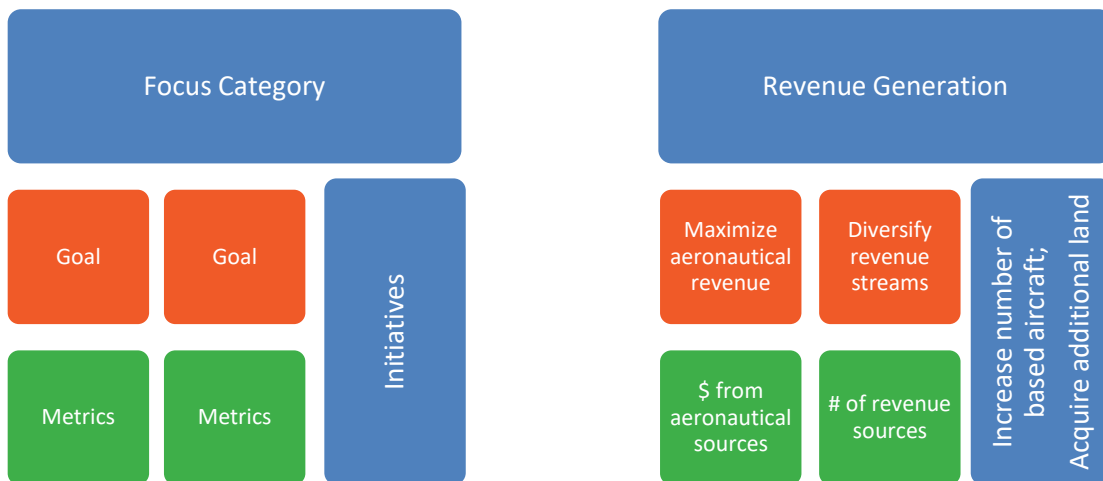 Focus Category
Goal
Goal
Initiatives
Metrics
Metrics
Revenue Generation
Maximize
aeronautical
revenue
Diversify
revenue
streams
Increase number of
based aircraft;
Acquire additional land
$ from
aeronautical
sources
# of revenue
sources